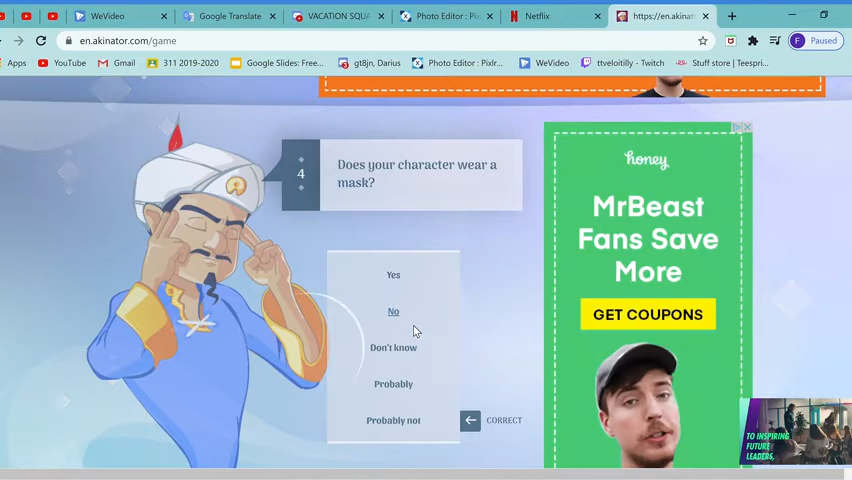 WeVideo
Google Translate
VACATION SQUA
Photo Editor : Pixl
Netflix
https://en.akinator.com/
en.akinator.com/game
F
Paused
Apps
YouTube
Gmail
311 2019-2020
Google Slides: Free...
gt8jn, Darius
Photo Editor : Pixlr...
WeVideo
ttveloitilly - Twitch
Stuff store | Teespri...
4
Does your character wear a
mask?
Yes
No
Don't know
Probably
Probably not
CORRECT
honey
MrBeast
Fans Save
More
GET COUPONS
TO INSPIRING
FUTURE
LEADERS,